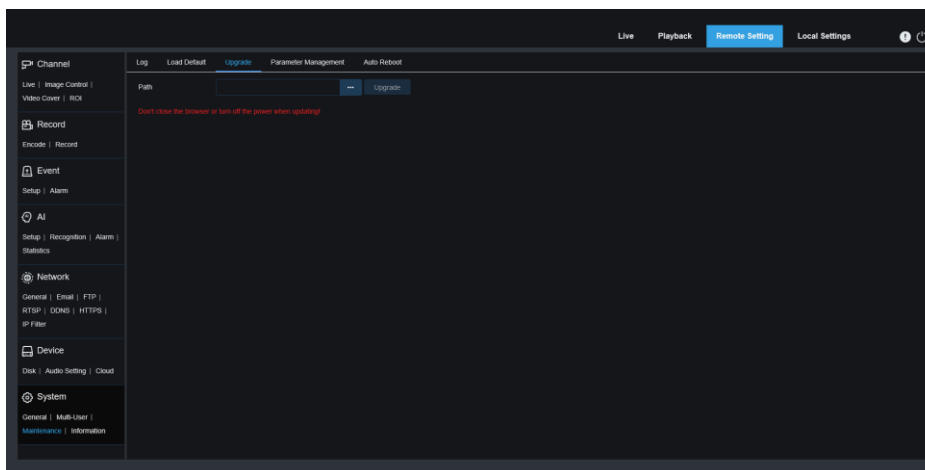 Live Playback Remote Setting Local Settings
Channel
Live | Image Control |
Video Cover | ROI
Record
Encode | Record
Event
Setup | Alarm
AI
Setup | Recognition | Alarm |
Statistics
Network
General | Email | FTP |
RTSP | DDNS | HTTPS |
IP Filter
Device
Disk | Audio Setting | Cloud
System
General | Multi-User |
Maintenance | Information
Log Load Default Upgrade Parameter Management Auto Reboot
Path ... Upgrade
Don't close the browser or turn off the power when updating!